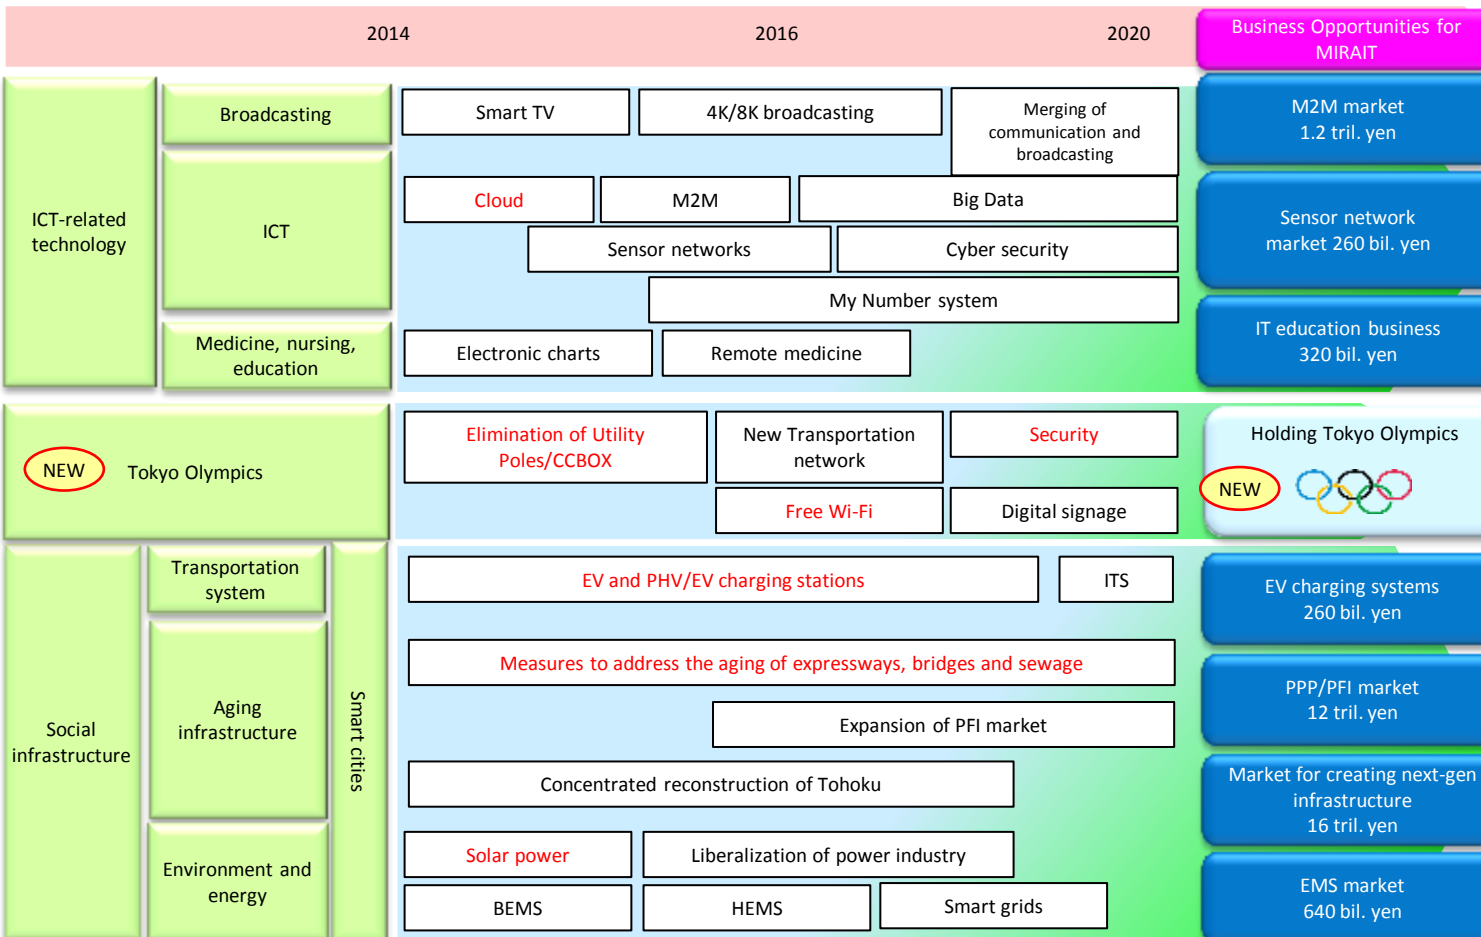 2014
2016
2020
Business Opportunities for
MIRAIT
ICT-related
technology
Broadcasting
Smart TV
4K/8K broadcasting
Merging of
communication and
broadcasting
M2M market
1.2 tril. yen
ICT
Cloud
M2M
Big Data
Sensor networks
Cyber security
My Number system
Sensor network
market 260 bil. yen
Medicine, nursing,
education
Electronic charts
Remote medicine
IT education business
320 bil. yen
NEW
Tokyo Olympics
Elimination of Utility
Poles/CCBOX
New Transportation
network
Security
Free Wi-Fi
Digital signage
Holding Tokyo Olympics
NEW
Social
infrastructure
Transportation
system
Smart cities
EV and PHV/EV charging stations
ITS
EV charging systems
260 bil. yen
Aging
infrastructure
Measures to address the aging of expressways, bridges and sewage
Expansion of PFI market
PPP/PFI market
12 tril. yen
Concentrated reconstruction of Tohoku
Market for creating next-gen
infrastructure
16 tril. yen
Environment and
energy
Solar power
Liberalization of power industry
BEMS
HEMS
Smart grids
EMS market
640 bil. yen